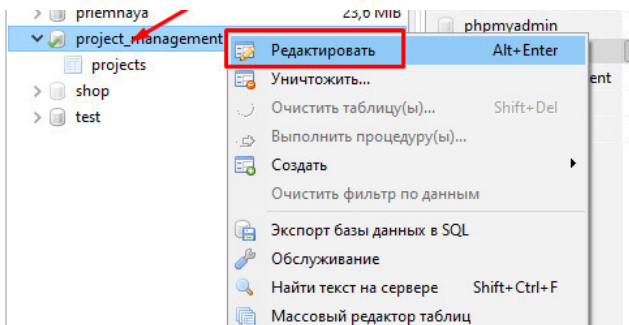 priemnaya 23,6 MiB
phpmyadmin
project_management
Редактировать Alt+Enter
projects
Уничтожить... ent
shop
Очистить таблицу(ы)... Shift+Del
test
Выполнить процедуру(ы)...
Создать
Очистить фильтр по данным
Экспорт базы данных в SQL
Обслуживание
Найти текст на сервере Shift+Ctrl+F
Массовый редактор таблиц